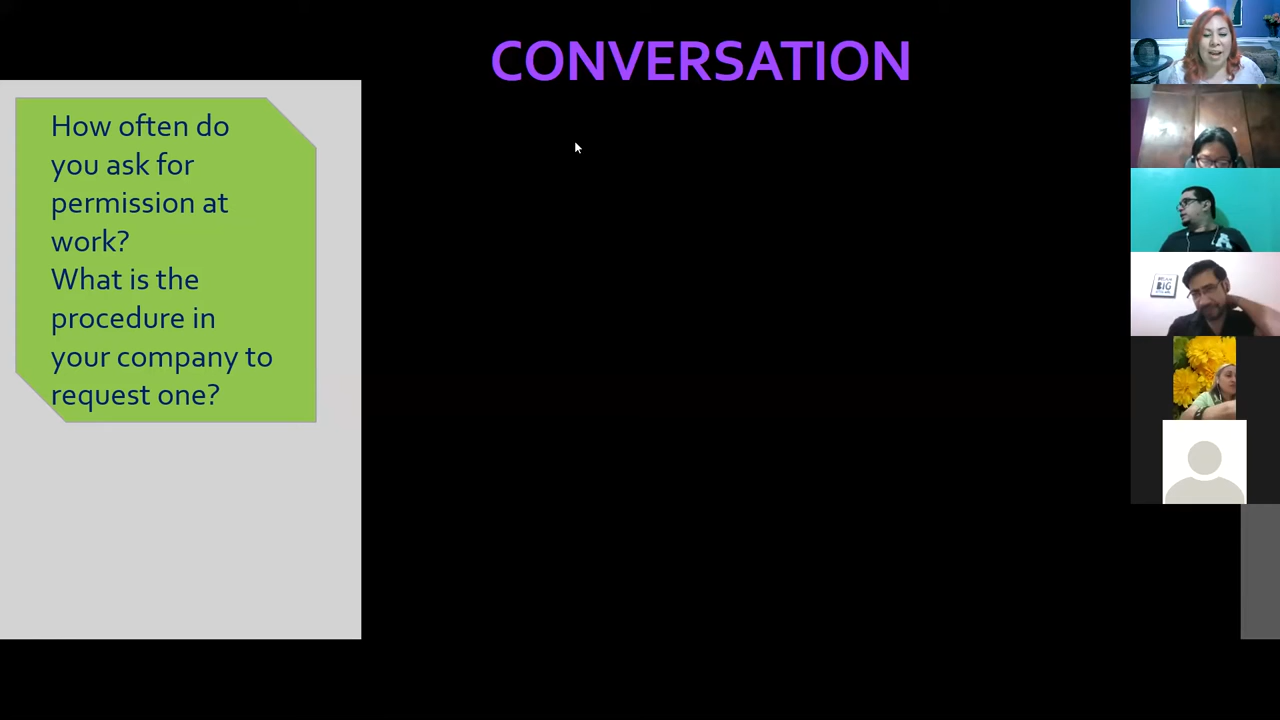 CONVERSATION
How often do
you ask for
permission at
work?
What is the
procedure in
your company to
request one?
BIG